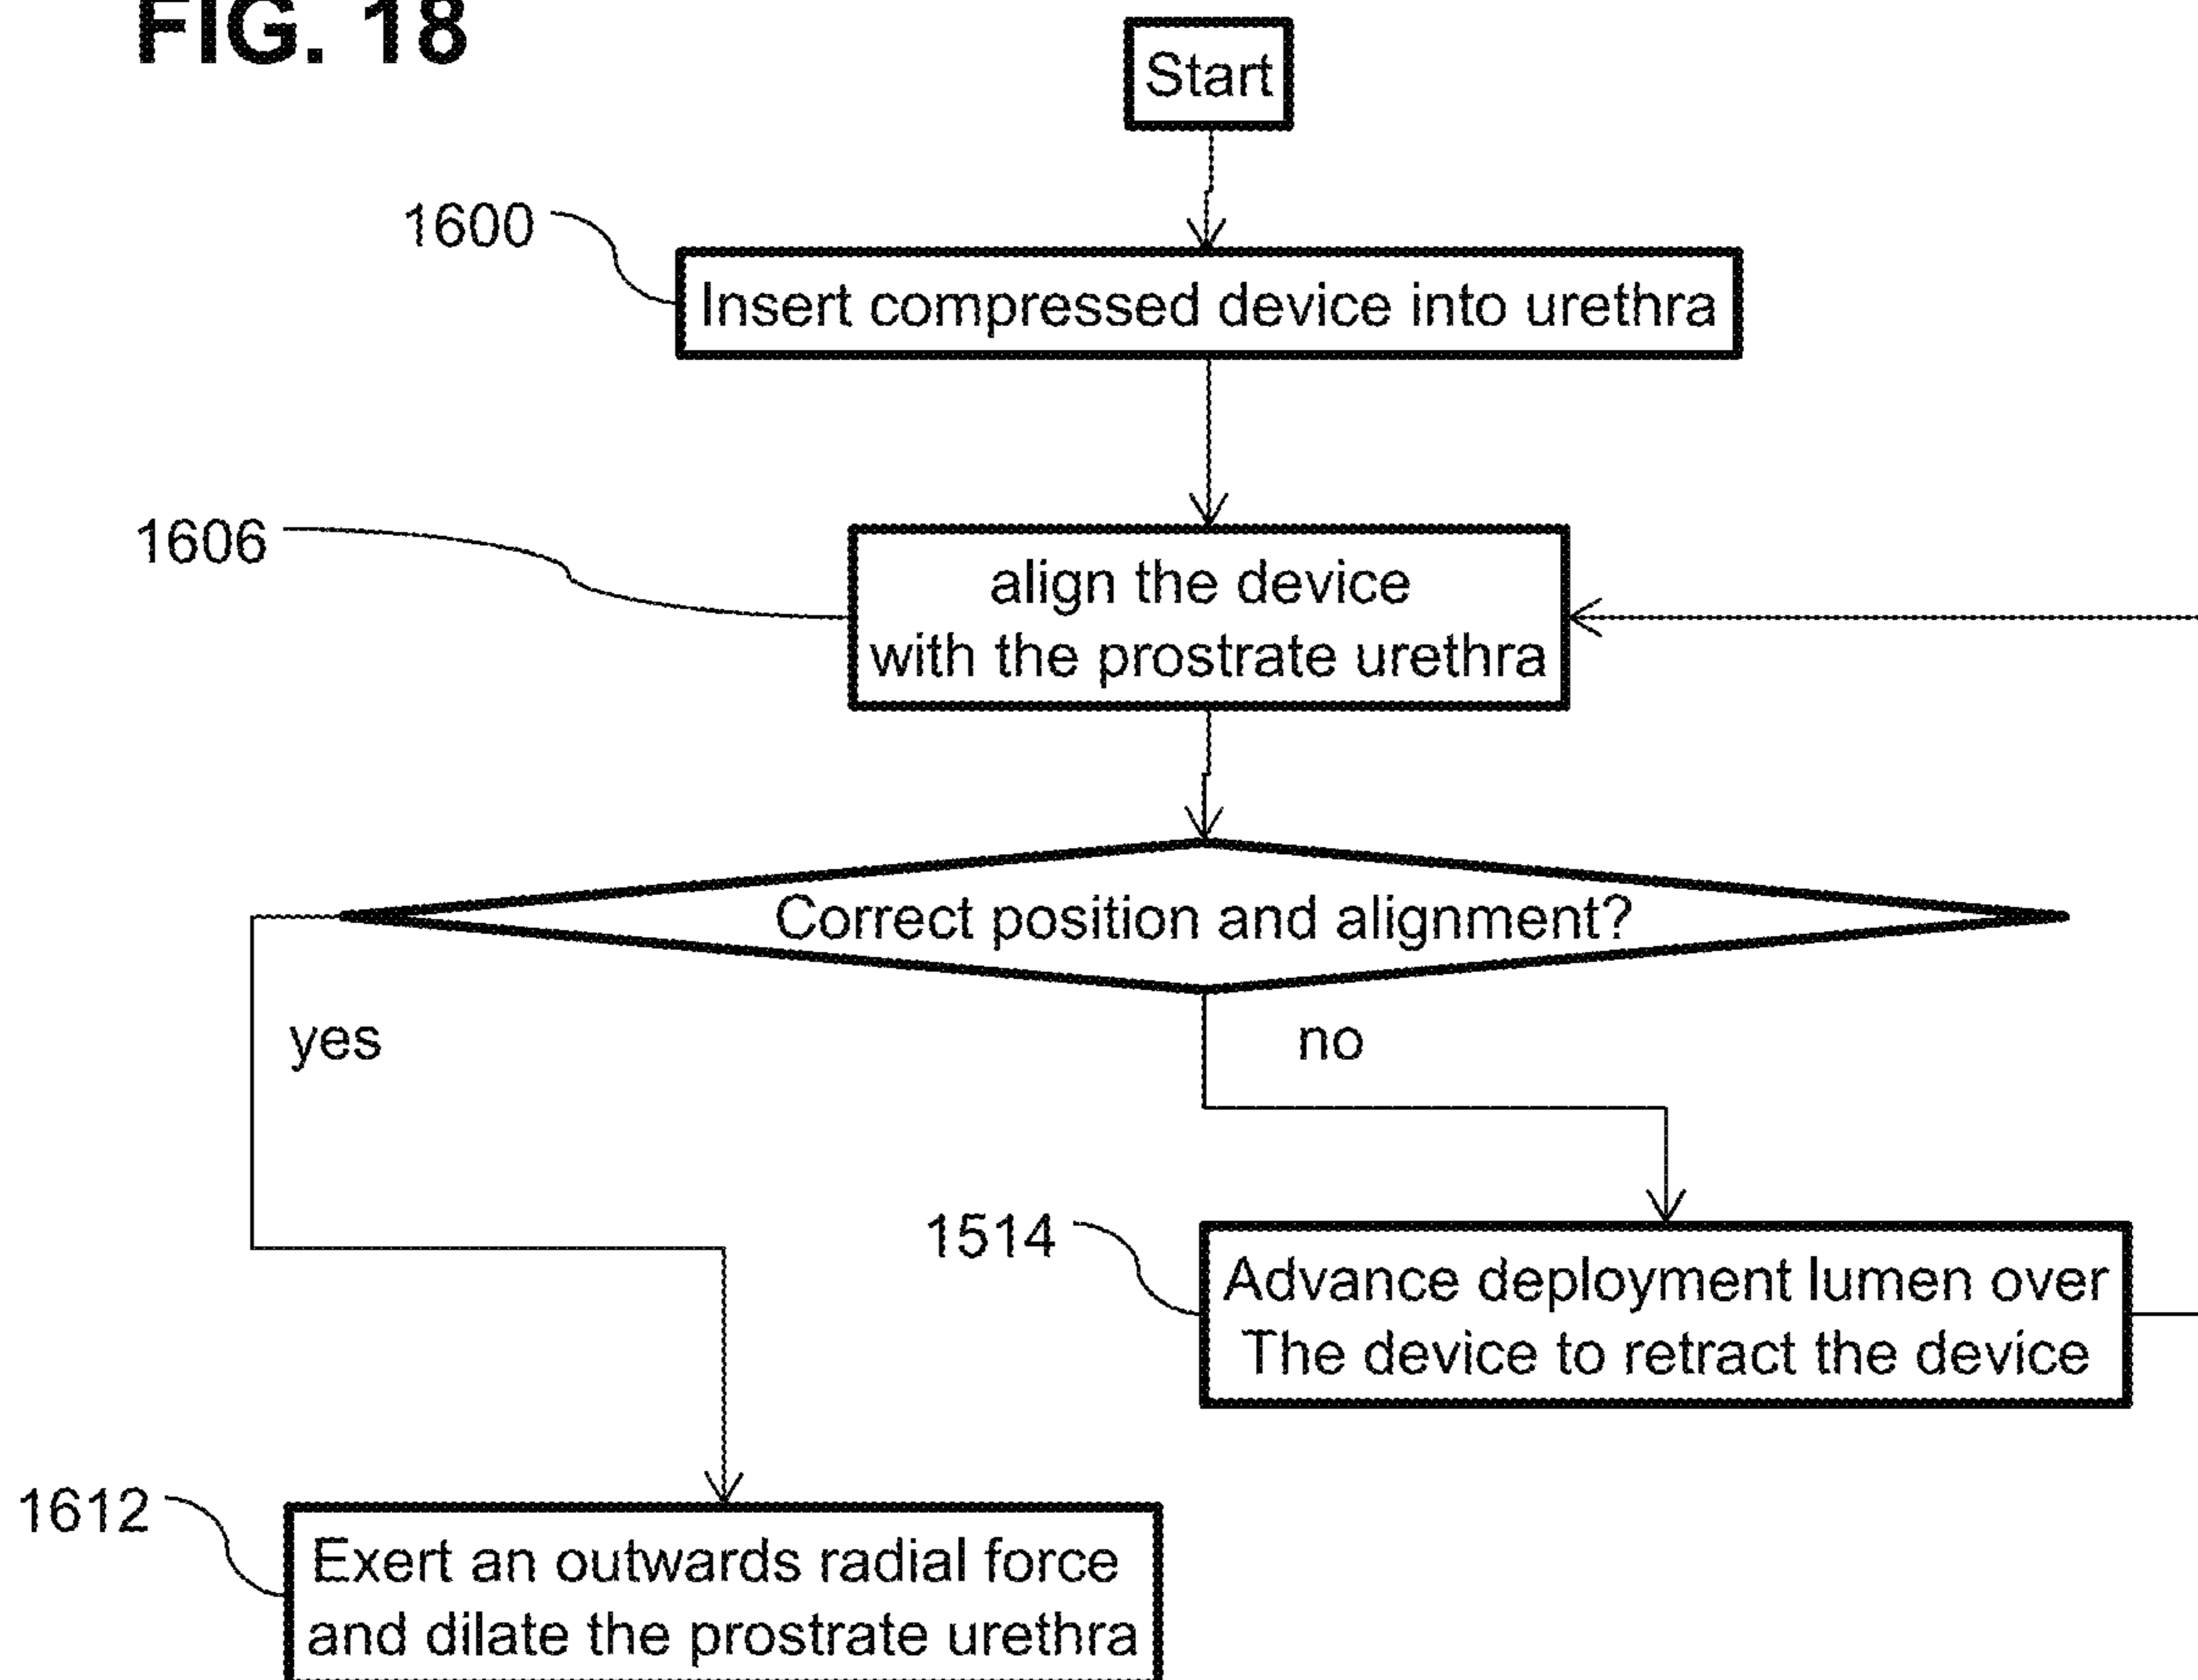 FIG. 18
Start
1600
Insert compressed device into urethra
1606
align the device
with the prostrate urethra
Correct position and alignment?
yes
no
1514
Advance deployment lumen over
The device to retract the device
1612
Exert an outwards radial force
and dilate the prostrate urethra